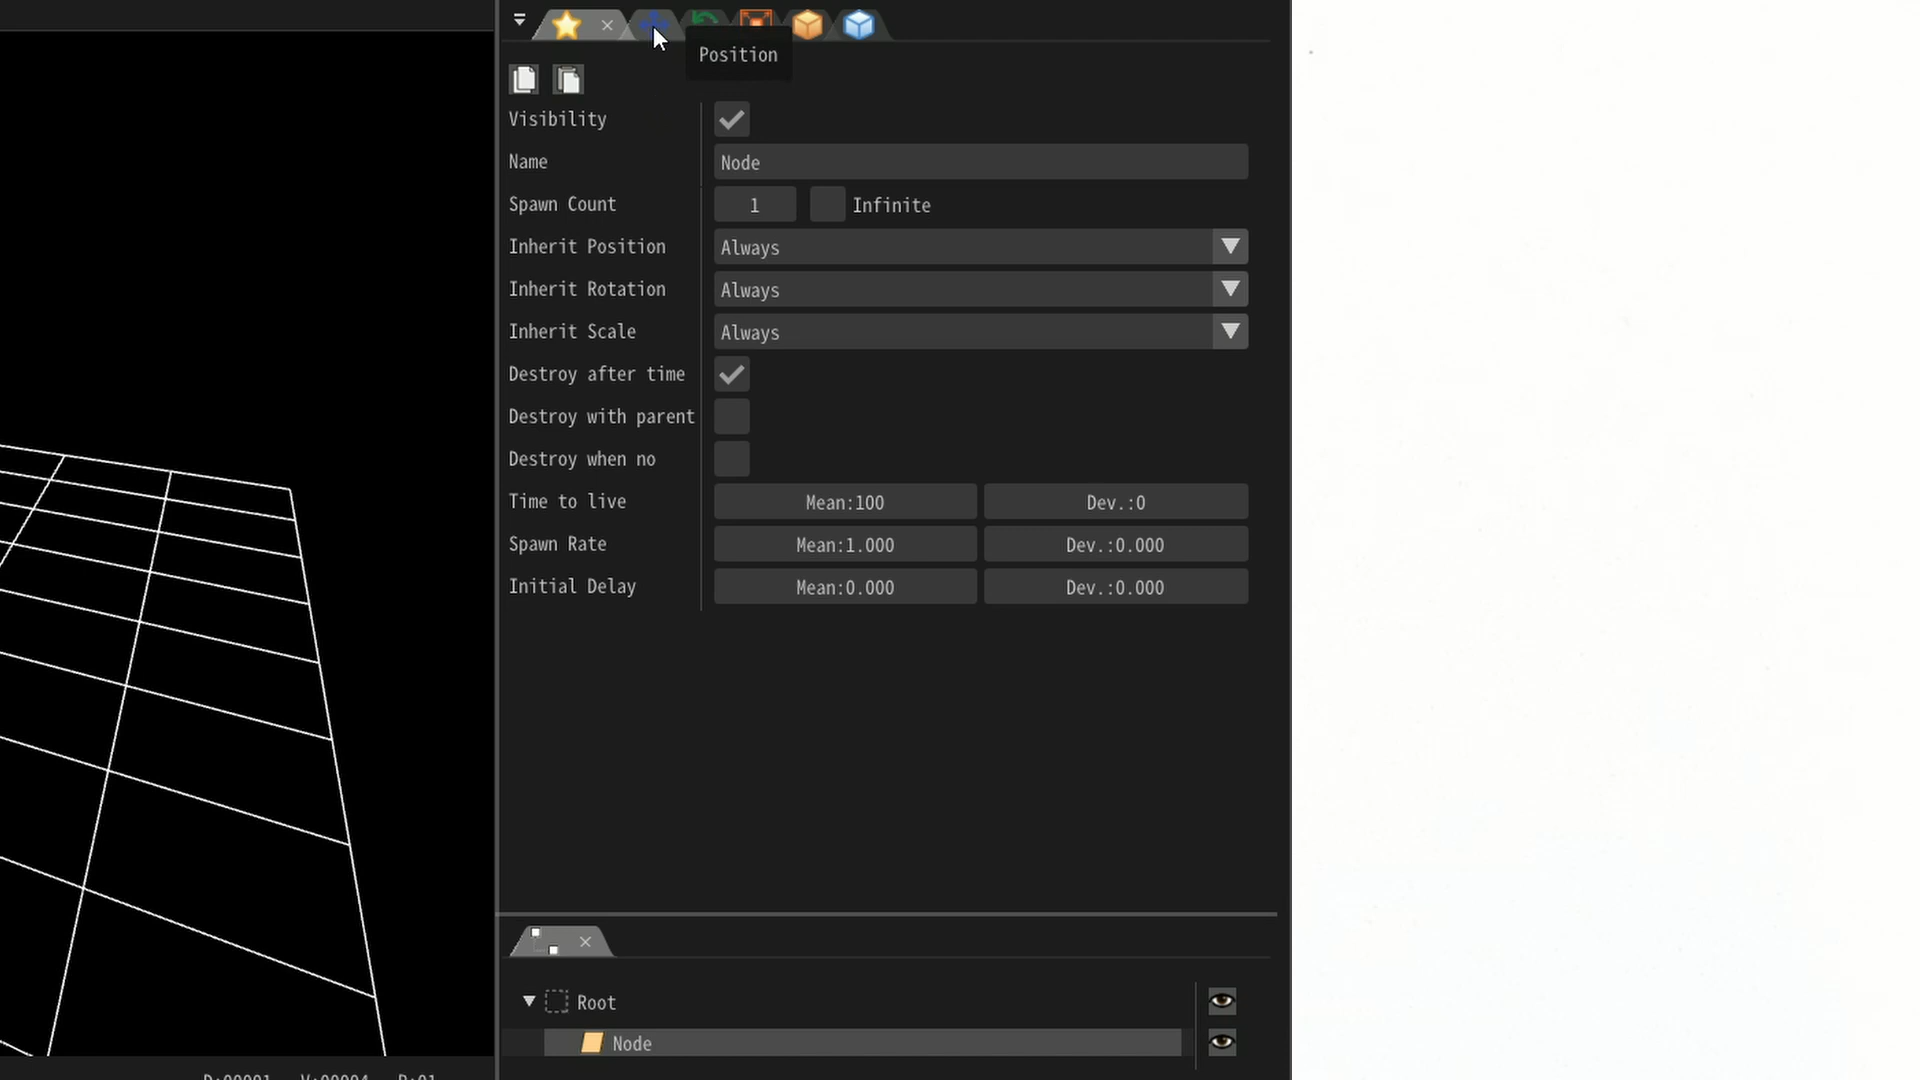 Position
Visibility
Name Node
Spawn Count 1 Infinite
Inherit Position Always
Inherit Rotation Always
Inherit Scale Always
Destroy after time
Destroy with parent
Destroy when no
Time to live Mean:100 Dev.:0
Spawn Rate Mean:1.000 Dev.:0.000
Initial Delay Mean:0.000 Dev.:0.000
Root
Node